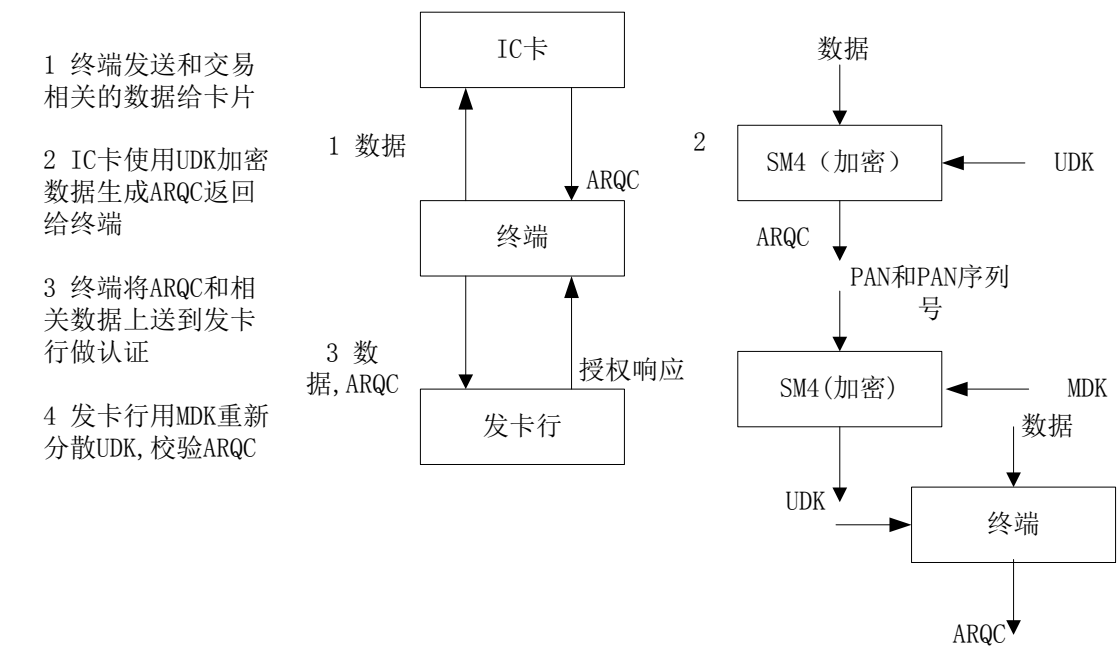 1 终端发送和交易
相关的数据给卡片
2 IC卡使用UDK加密
数据生成ARQC返回
给终端
3 终端将ARQC和相
关数据上送到发卡
行做认证
4 发卡行用MDK重新
分散UDK,校验ARQC
IC卡
1 数据
ARQC
终端
3 数
据,ARQC
授权响应
发卡行
2
数据
SM4（加密）
UDK
ARQC
PAN和PAN序列
号
SM4(加密)
MDK
数据
UDK
终端
ARQC